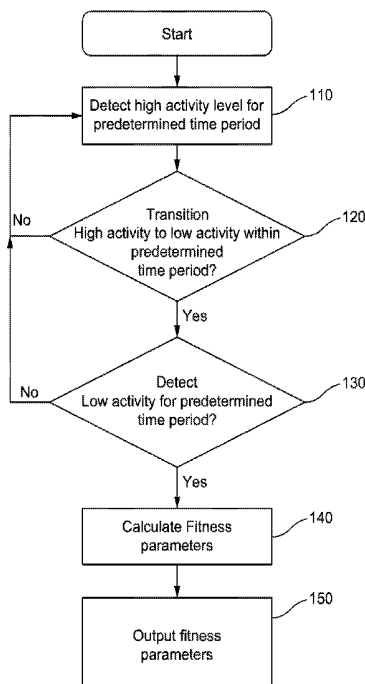 Start
Detect high activity level for
predetermined time period
110
Transition
High activity to low activity within
predetermined
time period?
120
No
Yes
Detect
Low activity for predetermined
time period?
130
No
Yes
Calculate Fitness
parameters
140
Output fitness
parameters
150